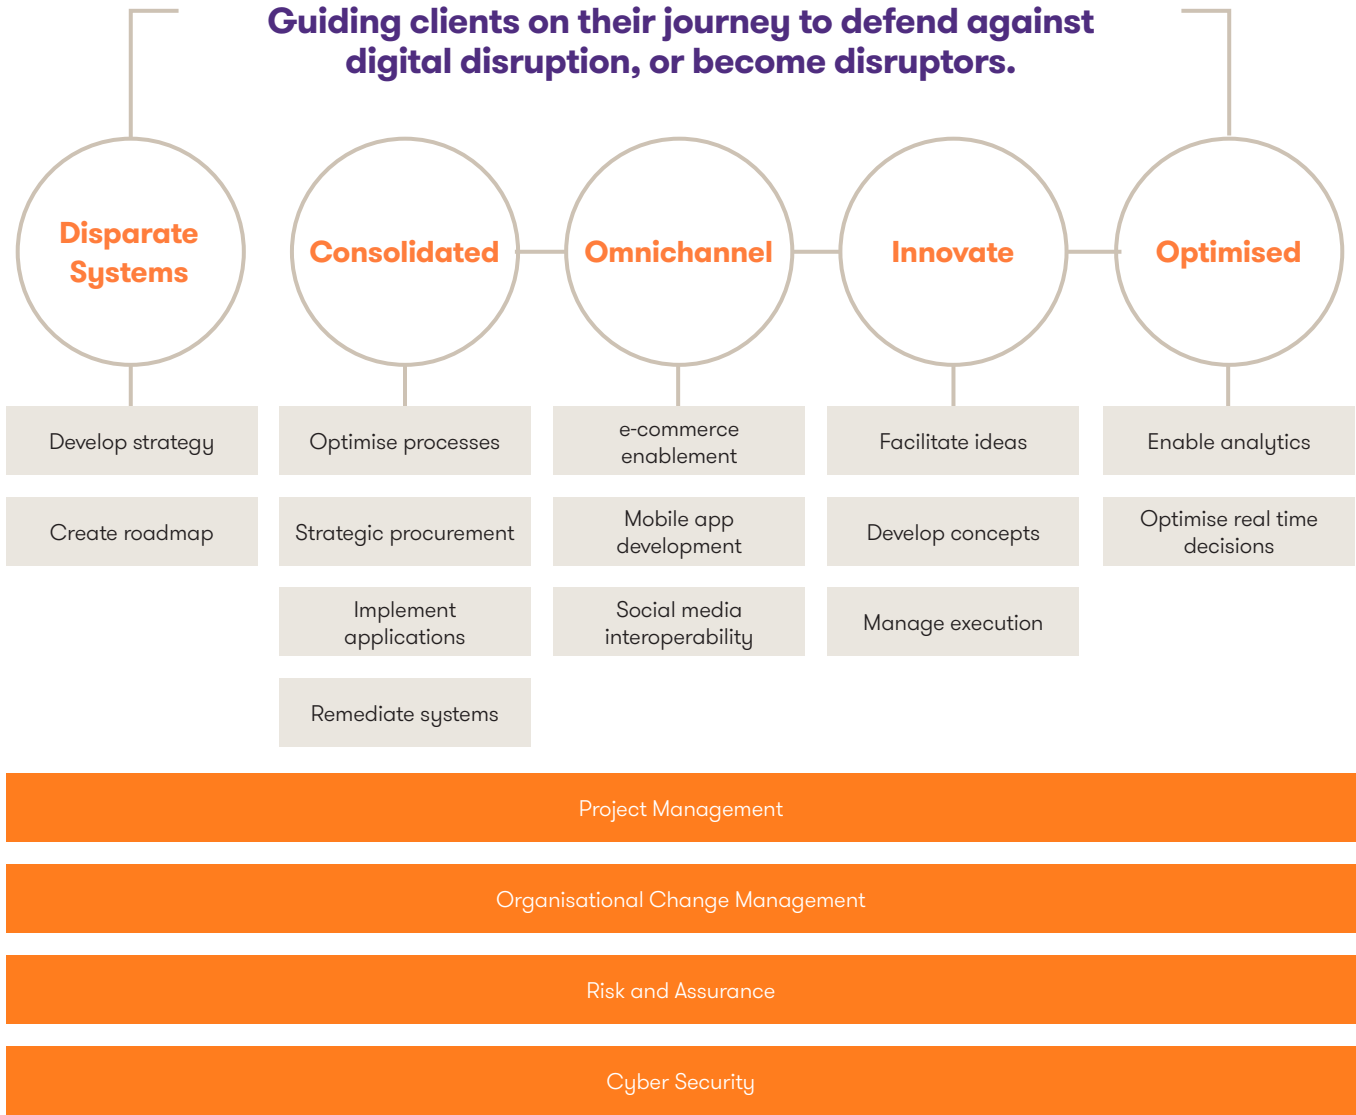 Guiding clients on their journey to defend against
digital disruption, or become disruptors.
Disparate
Systems
Consolidated
Omnichannel
Innovate
Optimised
Develop strategy
Create roadmap
Optimise processes
Strategic procurement
Implement
applications
Remediate systems
e-commerce
enablement
Mobile app
development
Social media
interoperability
Facilitate ideas
Develop concepts
Manage execution
Enable analytics
Optimise real time
decisions
Project Management
Organisational Change Management
Risk and Assurance
Cyber Security